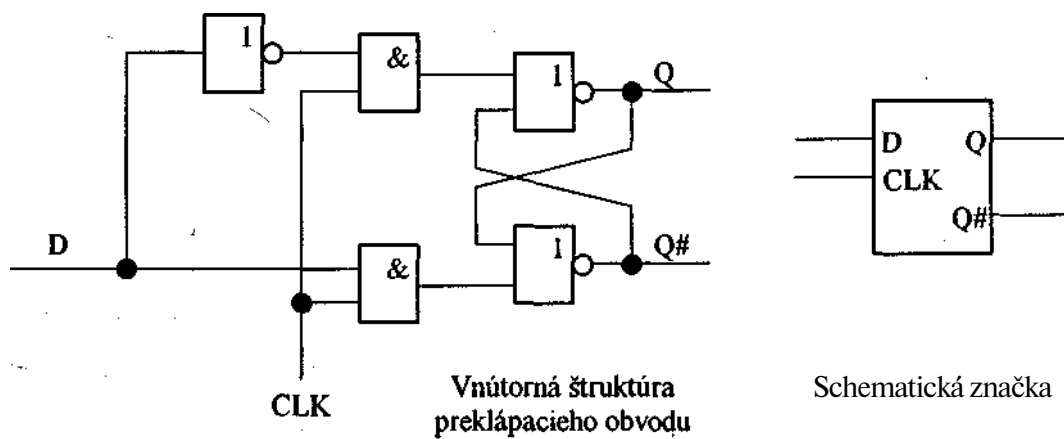 1
&
1
Q
D
Q
CLK
Q#
D
&
1
Q#
CLK
Vnútorná štruktúra
preklápacieho obvodu
Schematická značka